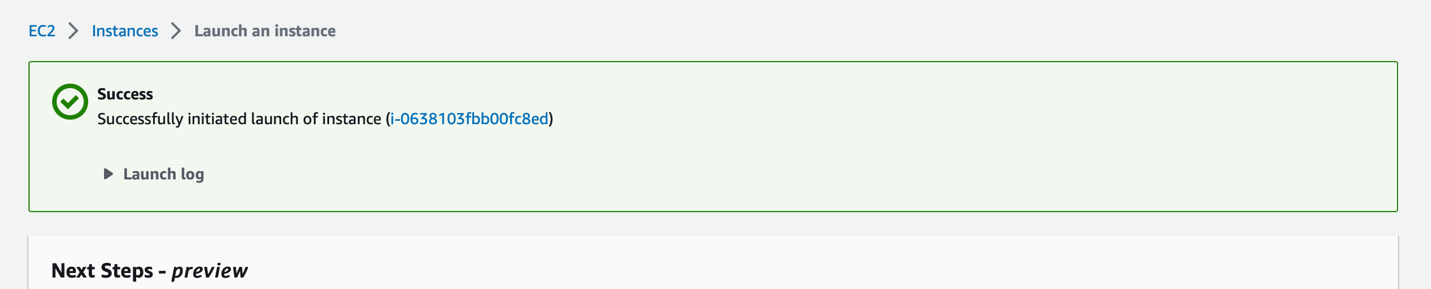 EC2 > Instances > Launch an instance
Success
Successfully initiated launch of instance (i-0638103fbb00fc8ed)
Launch log
Next Steps - preview